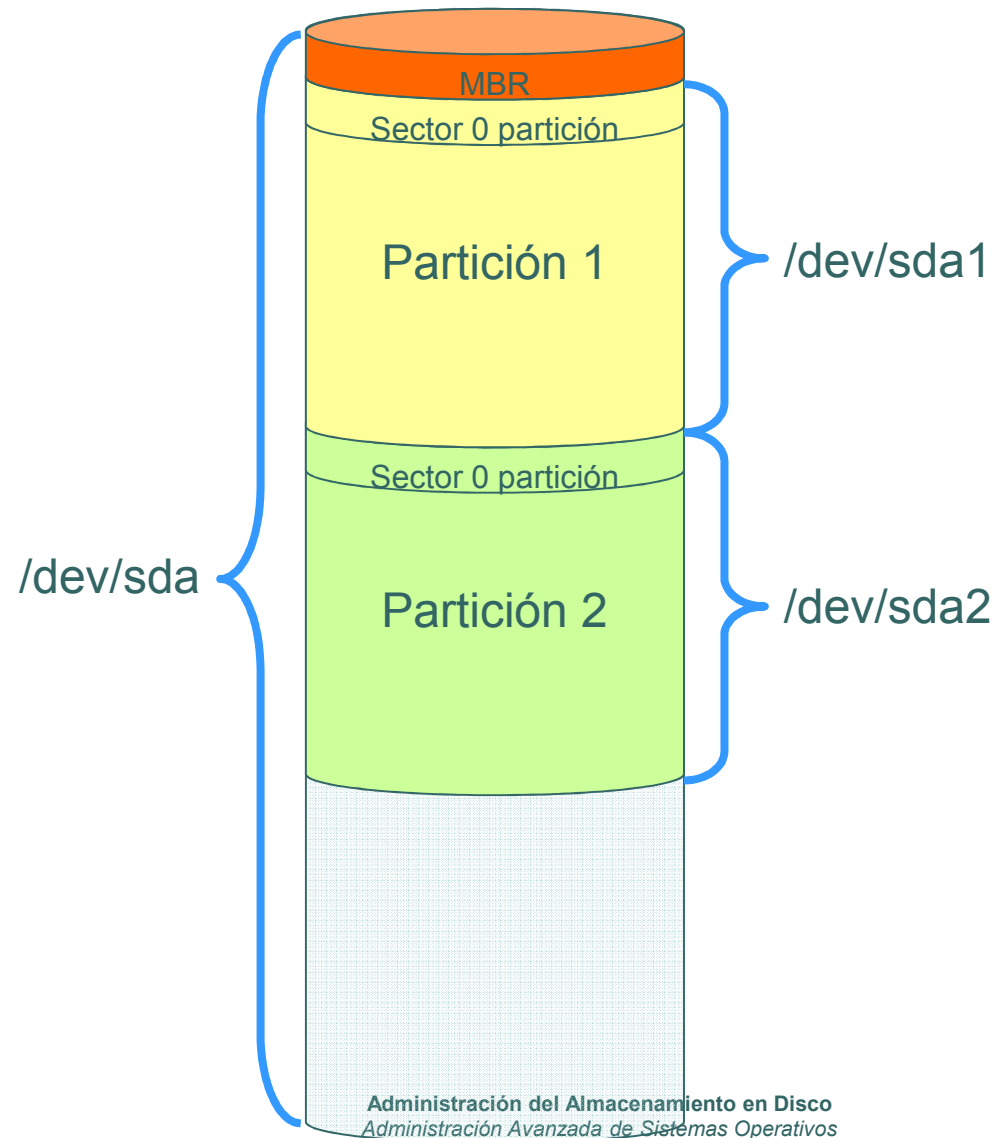 MBR
Sector 0 partición
Partición 1
/dev/sda1
Sector 0 partición
/dev/sda
Partición 2
/dev/sda2
Administración del Almacenamiento en Disco
Administración Avanzada de Sistemas Operativos